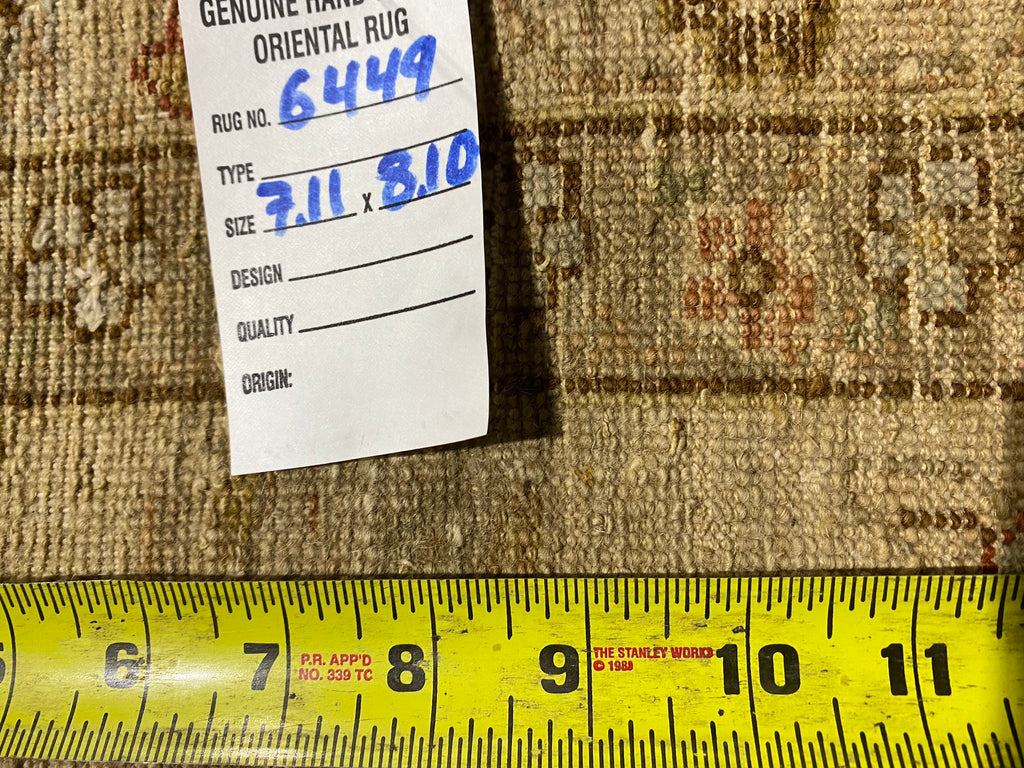 GENUINE HAND
ORIENTAL RUG
RUG NO. 6449
TYPE
SIZE 7.11 x 8.10
DESIGN
QUALITY
ORIGIN:
6 7 P.R. APP'D 8 9 THE STANLEY WORKS 10 11
NO. 339 TC © 1989